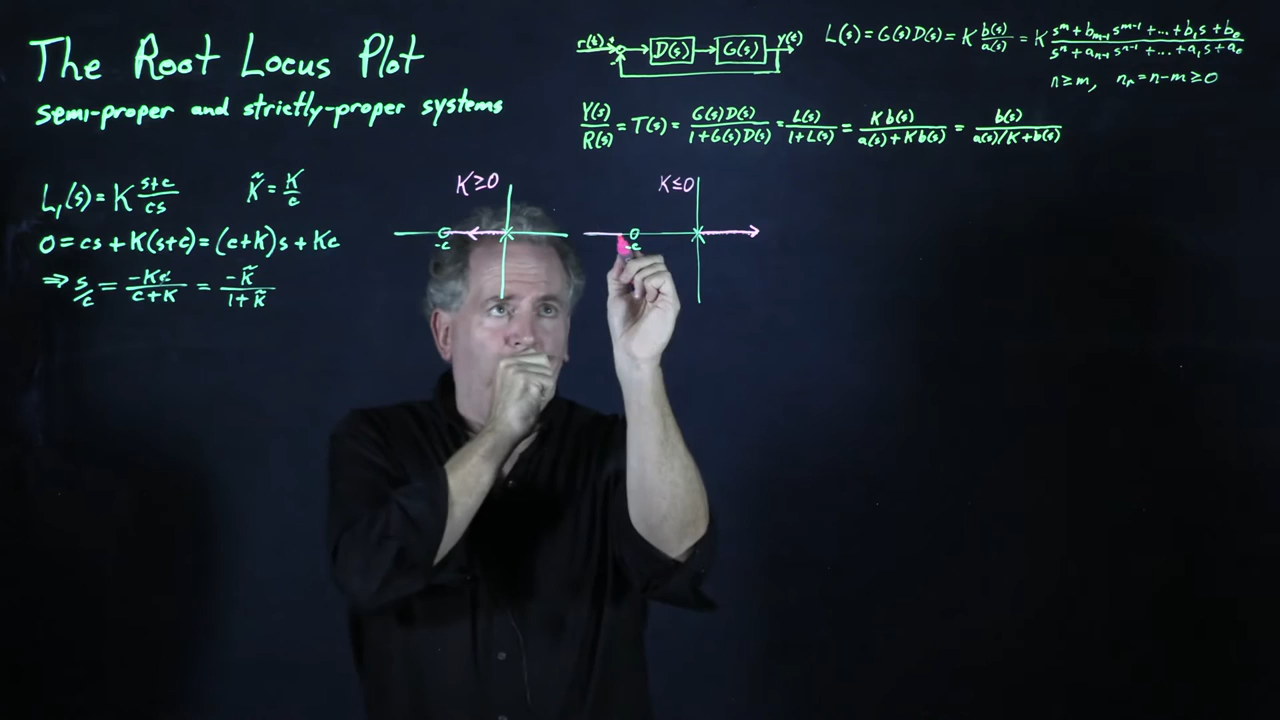 The Root Locus Plot
semi-proper and strictly-proper systems
r(t) + - D(s) G(s) y(t)
L(s) = G(s) D(s) = K b(s)/a(s) = K (s^m + b_{m-1} s^{m-1} + ... + b_1 s + b_0)/(s^n + a_{n-1} s^{n-1} + ... + a_1 s + a_0)
n ≥ m, n_r = n-m ≥ 0
Y(s)/R(s) = T(s) = G(s)D(s)/(1+G(s)D(s)) = L(s)/(1+L(s)) = Kb(s)/(a(s)+Kb(s)) = b(s)/(a(s)/K+b(s))
L_1(s) = K (s+c)/(cs) K̃ = K/c
0 = cs + K(s+c) = (c+K)s + Kc
⇒ s/c = -Kc/(c+K) = -K̃/(1+K̃)
K≥0
-c
K≤0
-c